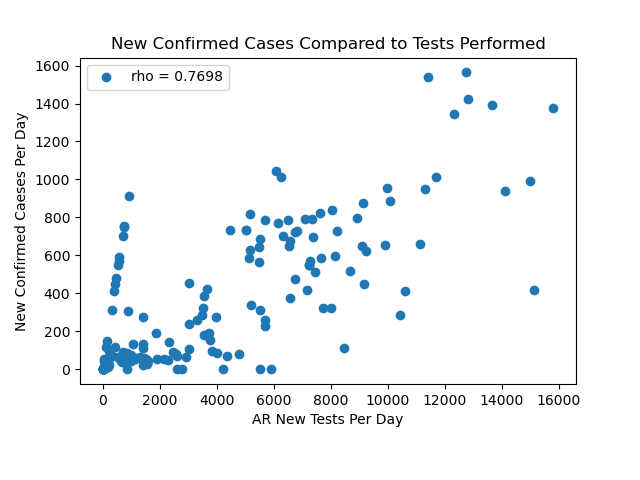 New Confirmed Cases Compared to Tests Performed
rho = 0.7698
1600
1400
1200
1000
800
600
400
200
0
New Confirmed Caeses Per Day
0 2000 4000 6000 8000 10000 12000 14000 16000
AR New Tests Per Day